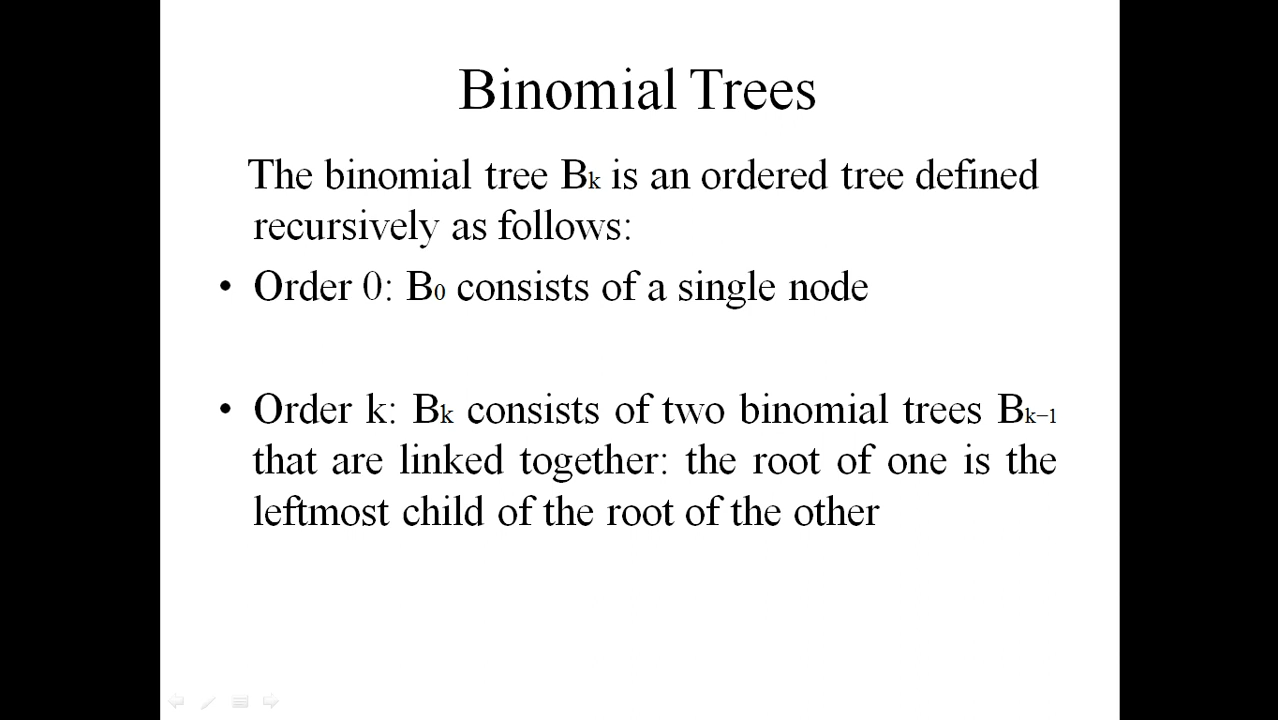 Binomial Trees
The binomial tree Bk is an ordered tree defined
recursively as follows:
• Order 0: B0 consists of a single node
• Order k: Bk consists of two binomial trees Bk−1
that are linked together: the root of one is the
leftmost child of the root of the other